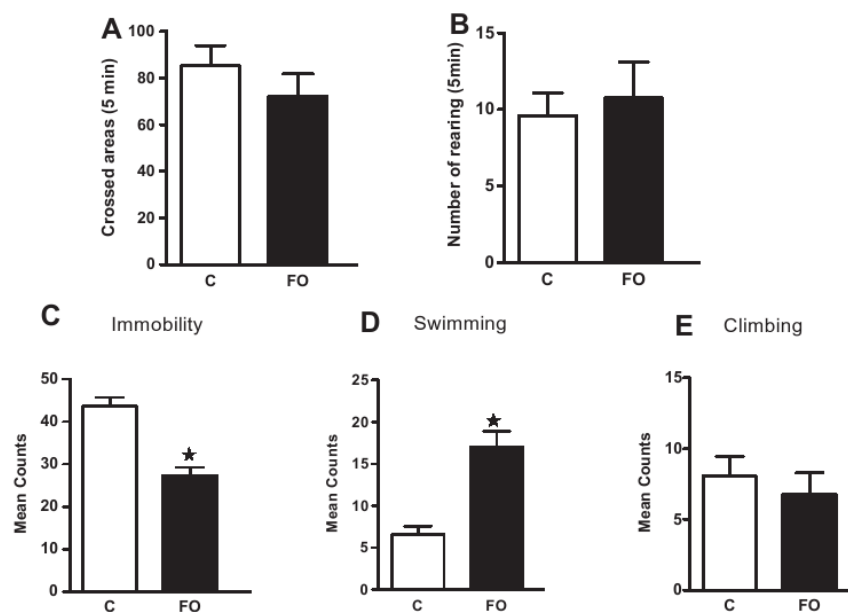 A
Crossed areas (5 min)
100
80
60
40
20
0
C
FO
B
Number of rearing (5min)
15
10
5
0
C
FO
C
Immobility
Mean Counts
50
40
30
20
10
0
C
FO
D
Swimming
Mean Counts
25
20
15
10
5
0
C
FO
E
Climbing
Mean Counts
15
10
5
0
C
FO